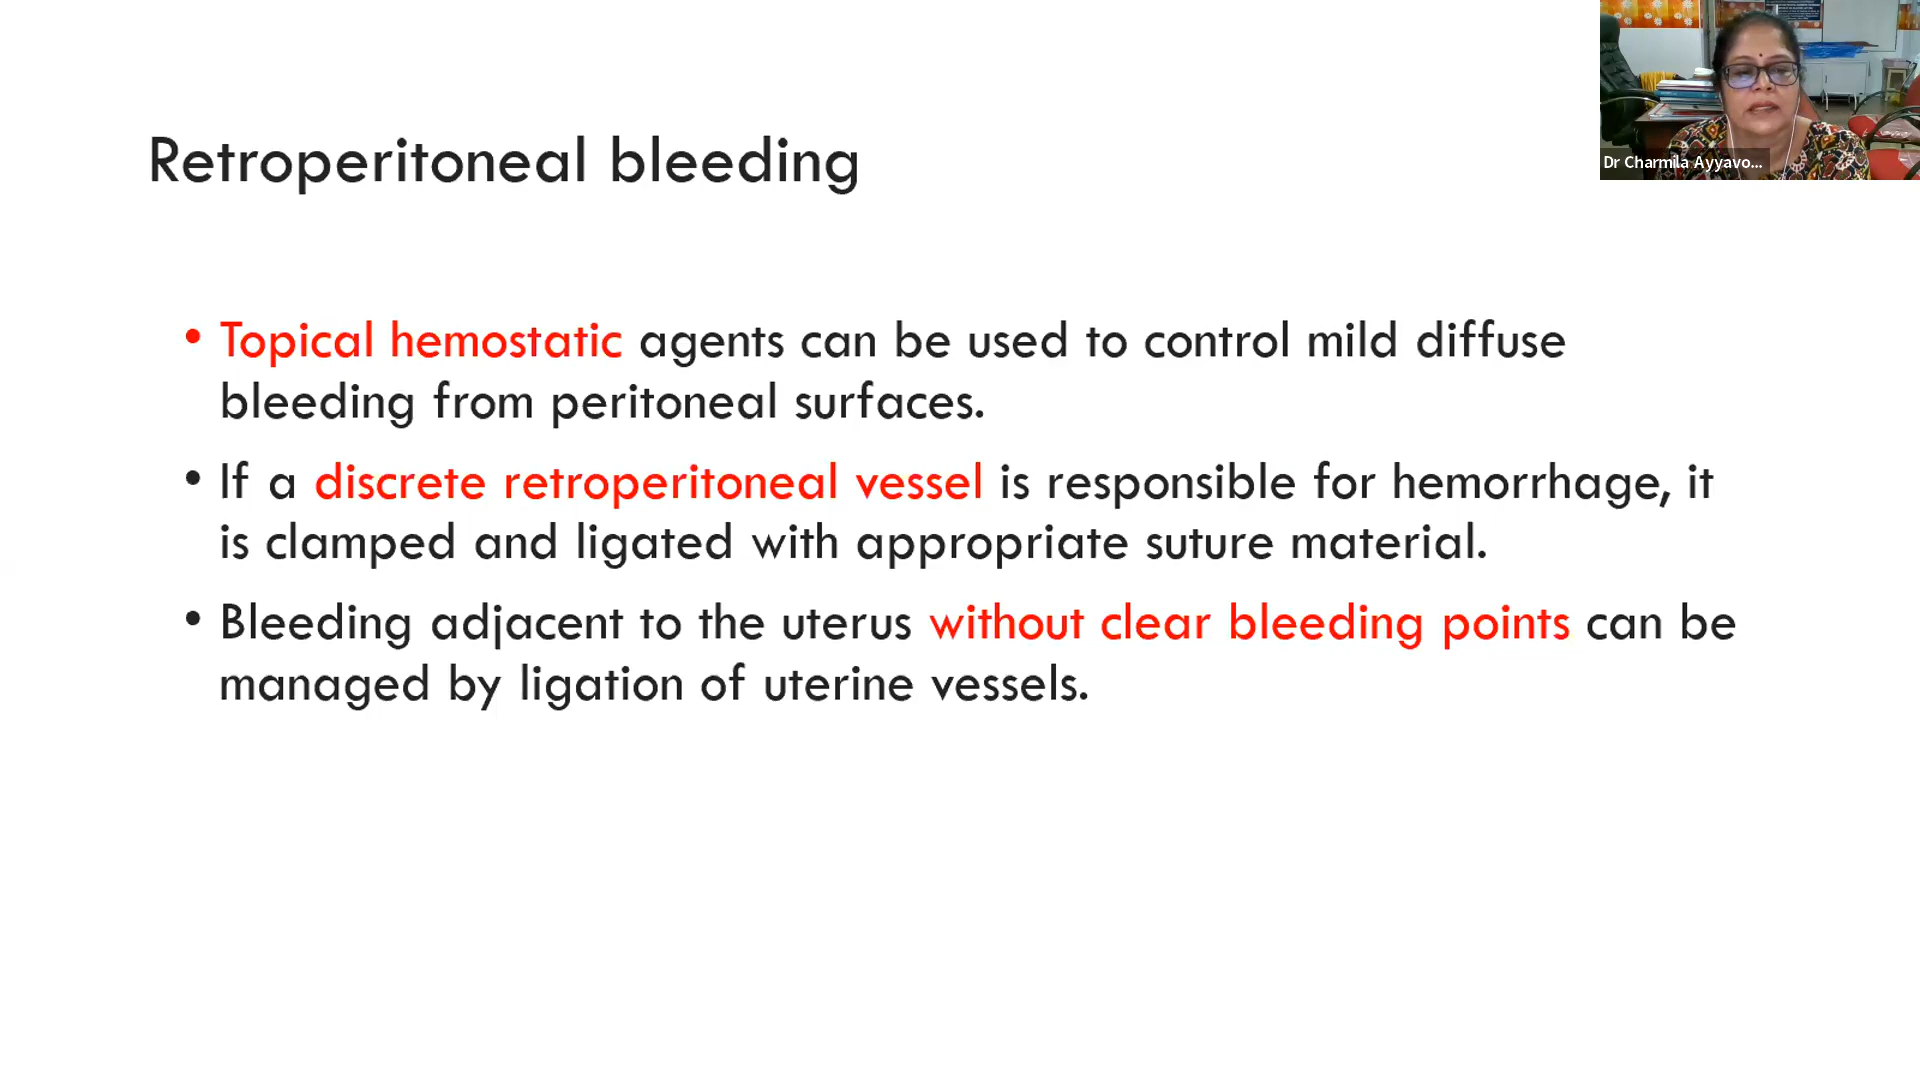 Dr Charmila Ayyavo...
Retroperitoneal bleeding
• Topical hemostatic agents can be used to control mild diffuse
bleeding from peritoneal surfaces.
• If a discrete retroperitoneal vessel is responsible for hemorrhage, it
is clamped and ligated with appropriate suture material.
• Bleeding adjacent to the uterus without clear bleeding points can be
managed by ligation of uterine vessels.